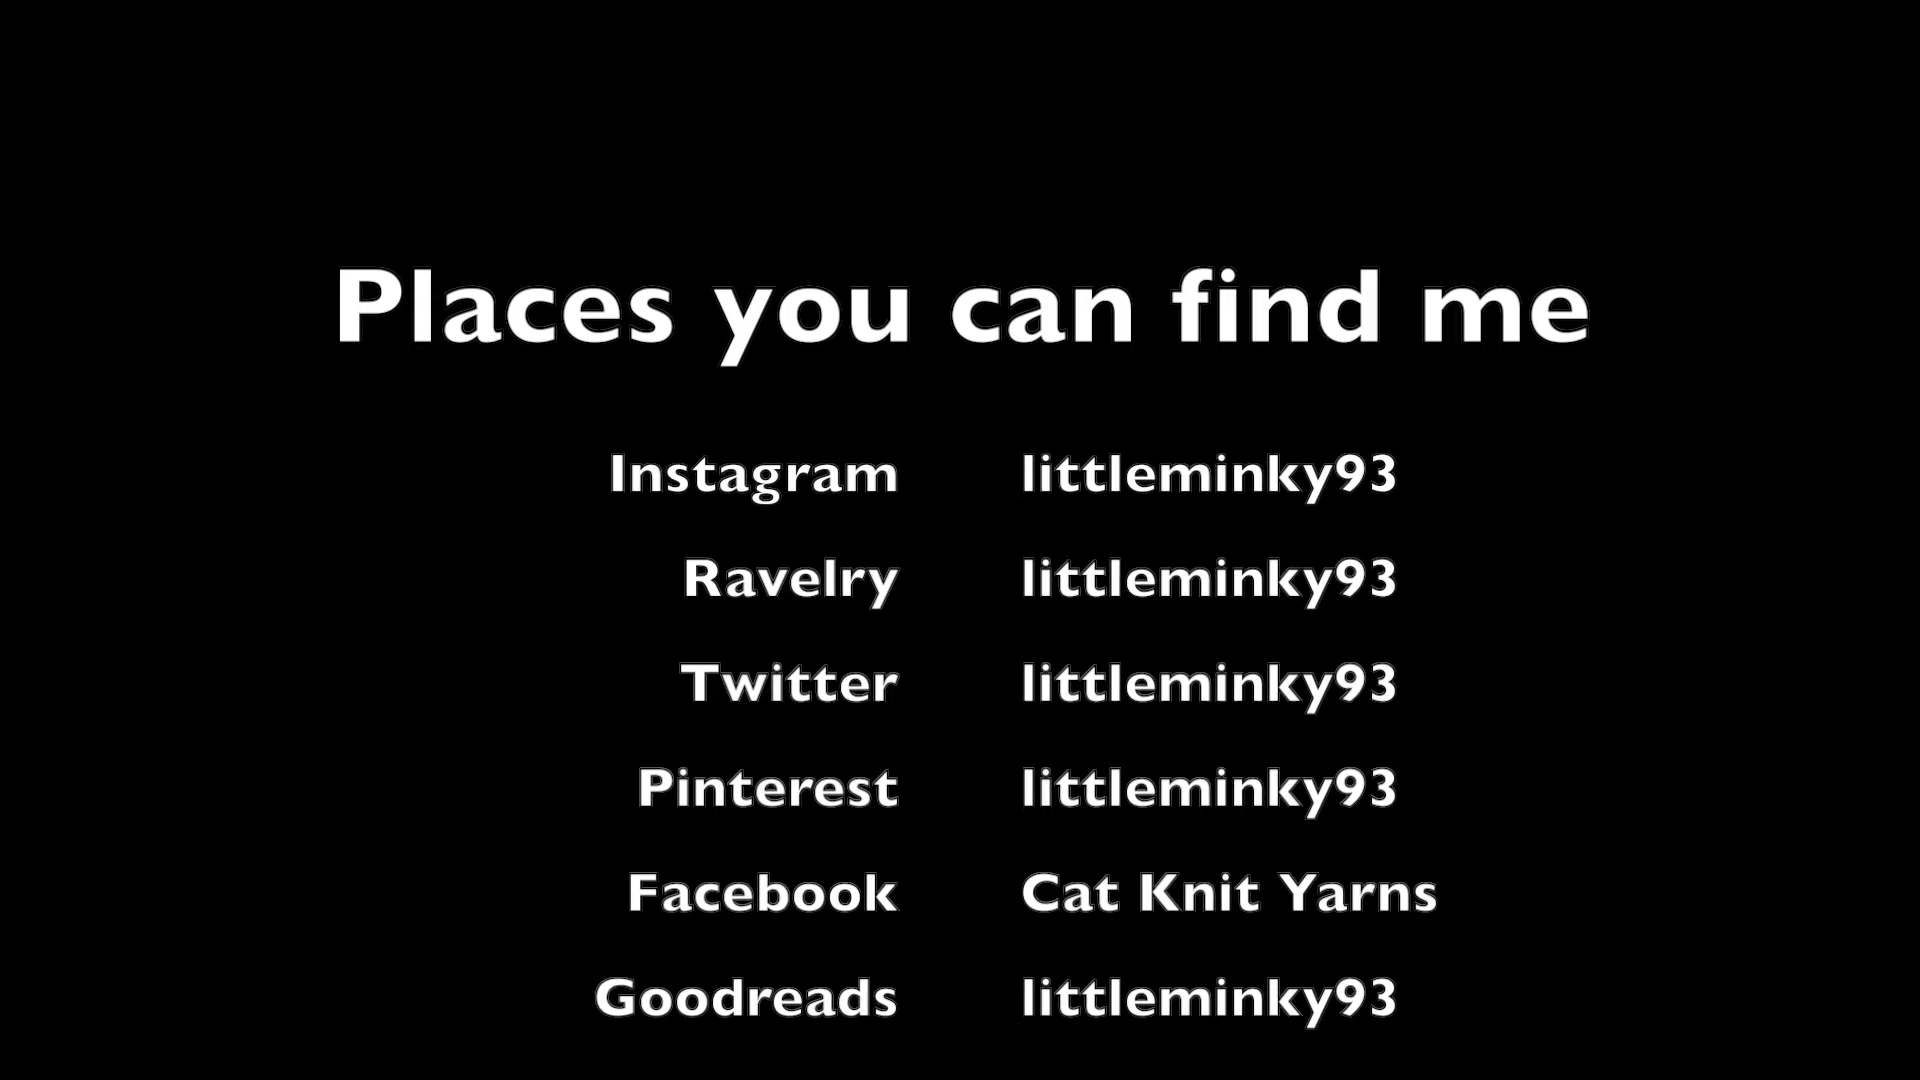 Places you can find me
Instagram littleminky93
Ravelry littleminky93
Twitter littleminky93
Pinterest littleminky93
Facebook Cat Knit Yarns
Goodreads littleminky93